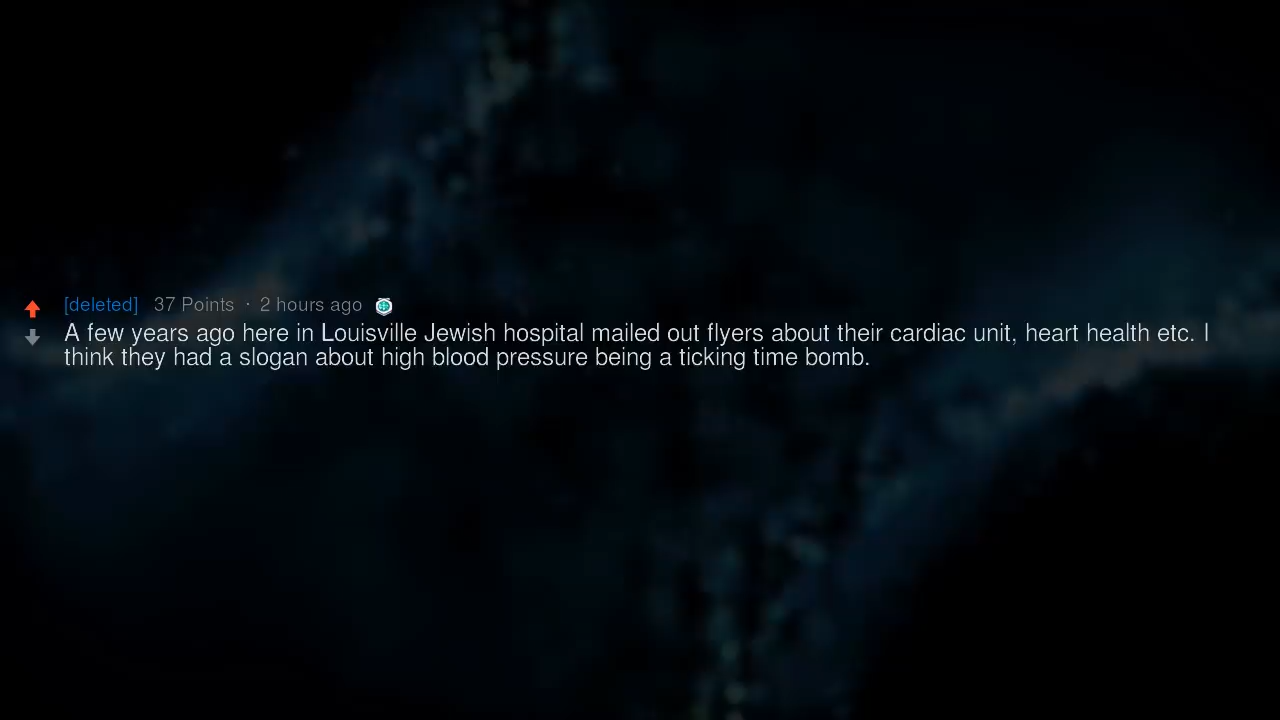 [deleted] 37 Points · 2 hours ago
A few years ago here in Louisville Jewish hospital mailed out flyers about their cardiac unit, heart health etc. I
think they had a slogan about high blood pressure being a ticking time bomb.